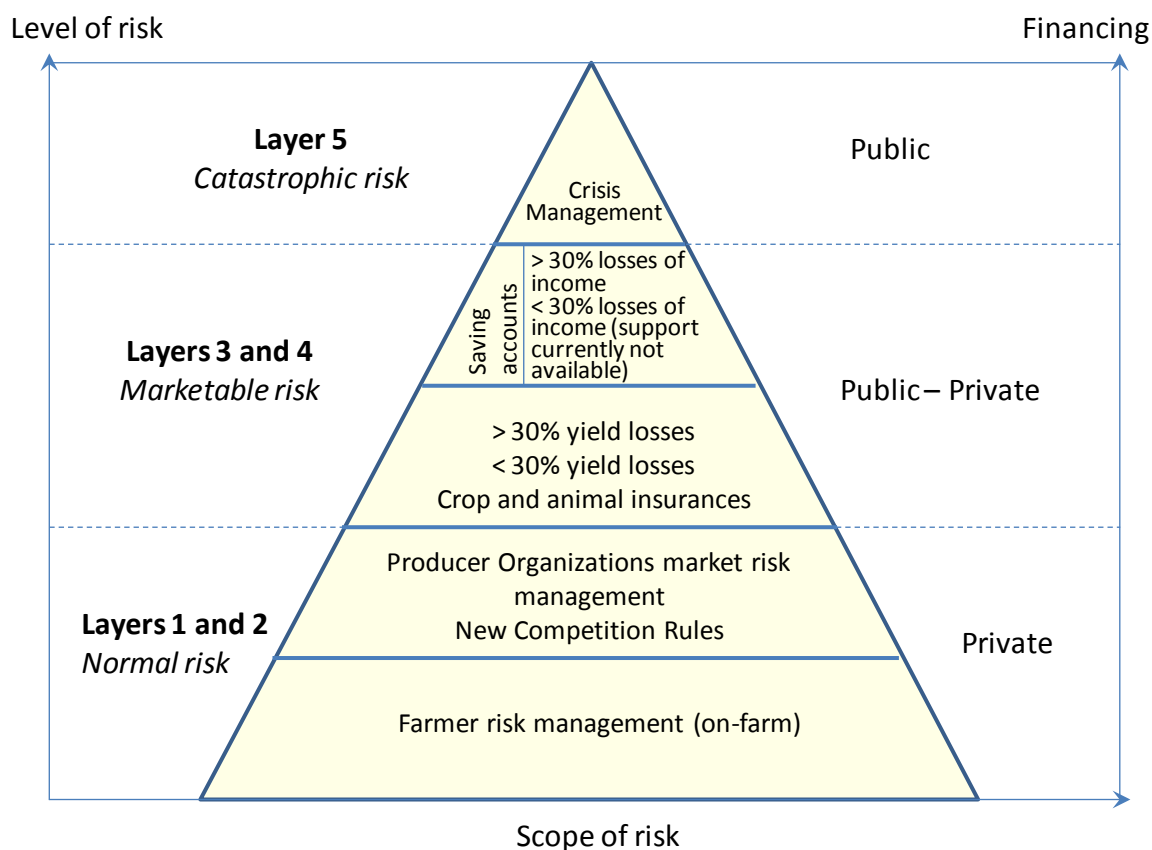 Level of risk
Financing
Layer 5
Catastrophic risk
Crisis
Management
Public
Saving
accounts
> 30% losses of
income
< 30% losses of
income (support
currently not
available)
Layers 3 and 4
Marketable risk
Public – Private
> 30% yield losses
< 30% yield losses
Crop and animal insurances
Producer Organizations market risk
management
New Competition Rules
Layers 1 and 2
Normal risk
Private
Farmer risk management (on-farm)
Scope of risk